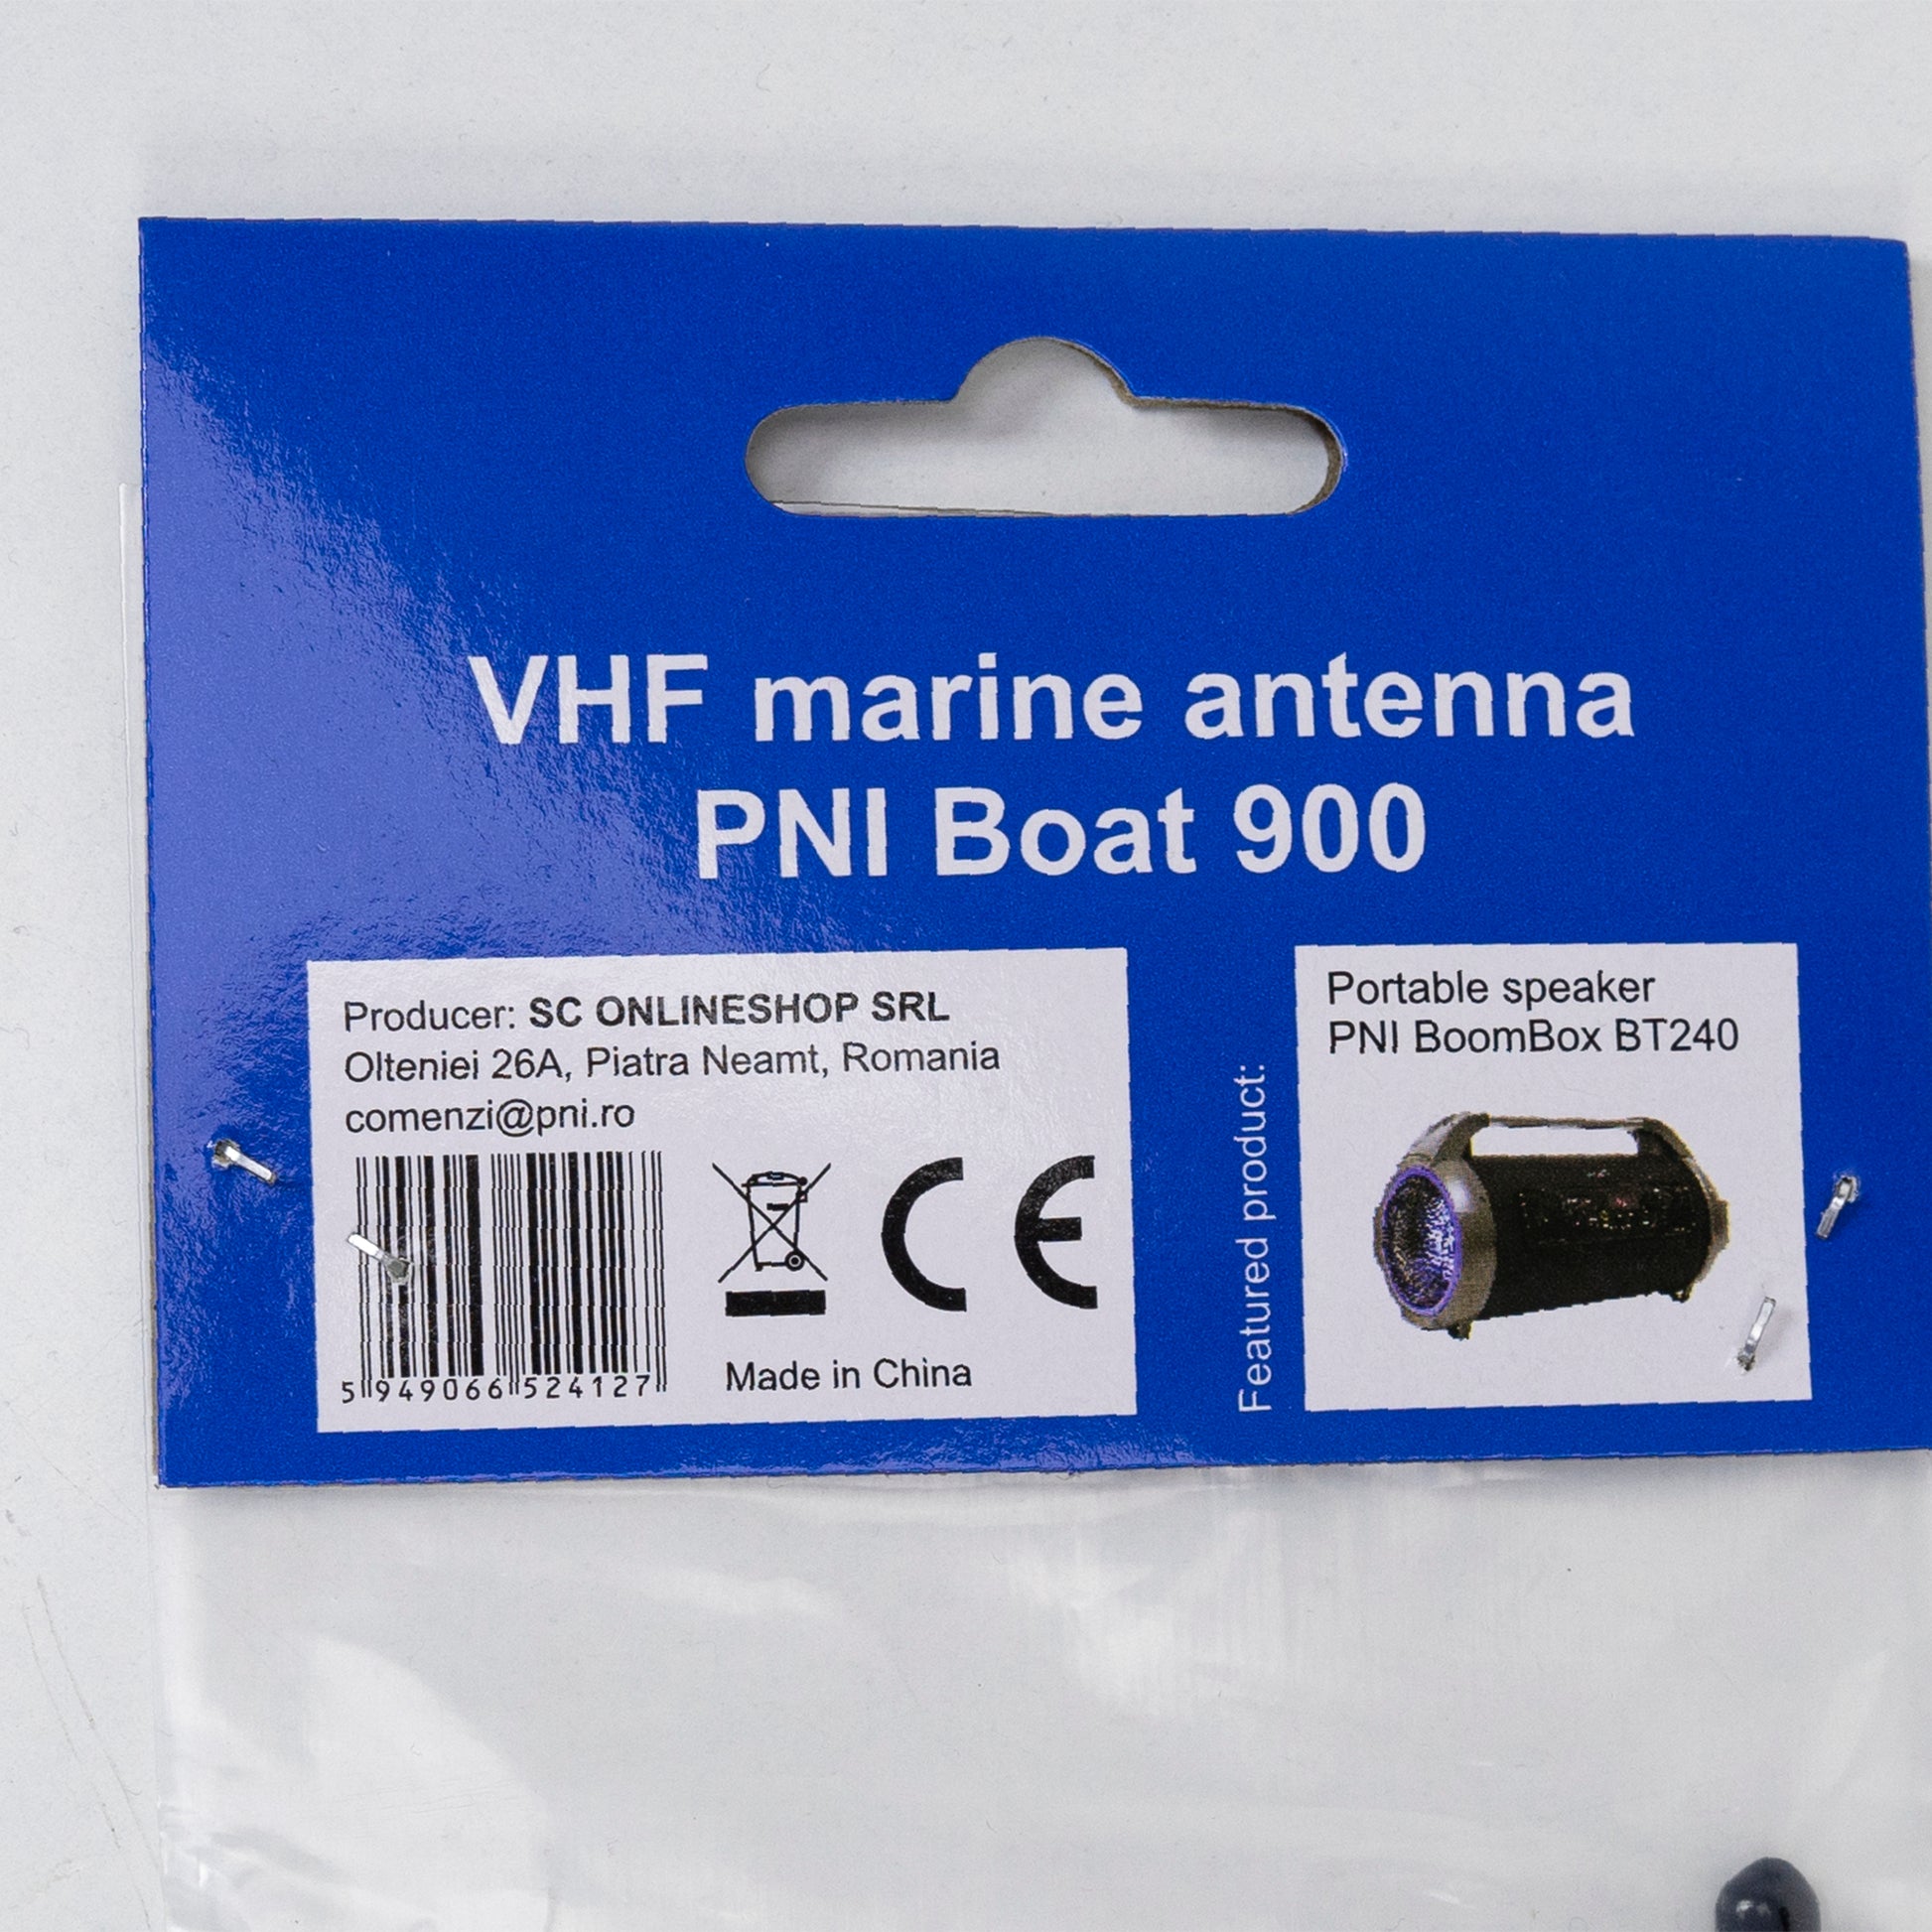 VHF marine antenna
PNI Boat 900
Producer: SC ONLINESHOP SRL
Olteniei 26A, Piatra Neamt, Romania
comenzi@pni.ro
5 949066 524127
CE
Made in China
Featured product:
Portable speaker
PNI BoomBox BT240